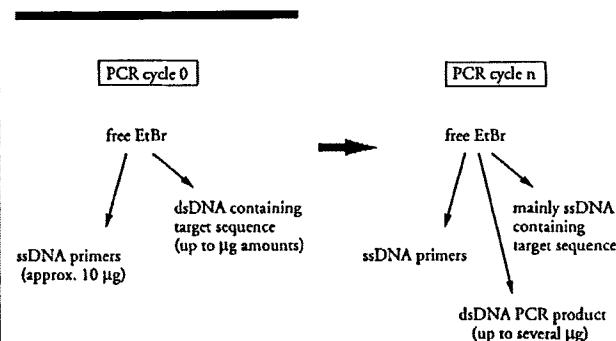 PCR cycle 0
free EtBr
dsDNA containing
target sequence
(up to µg amounts)
ssDNA primers
(approx. 10 µg)
PCR cycle n
free EtBr
mainly ssDNA
containing
target sequence
ssDNA primers
dsDNA PCR product
(up to several µg)